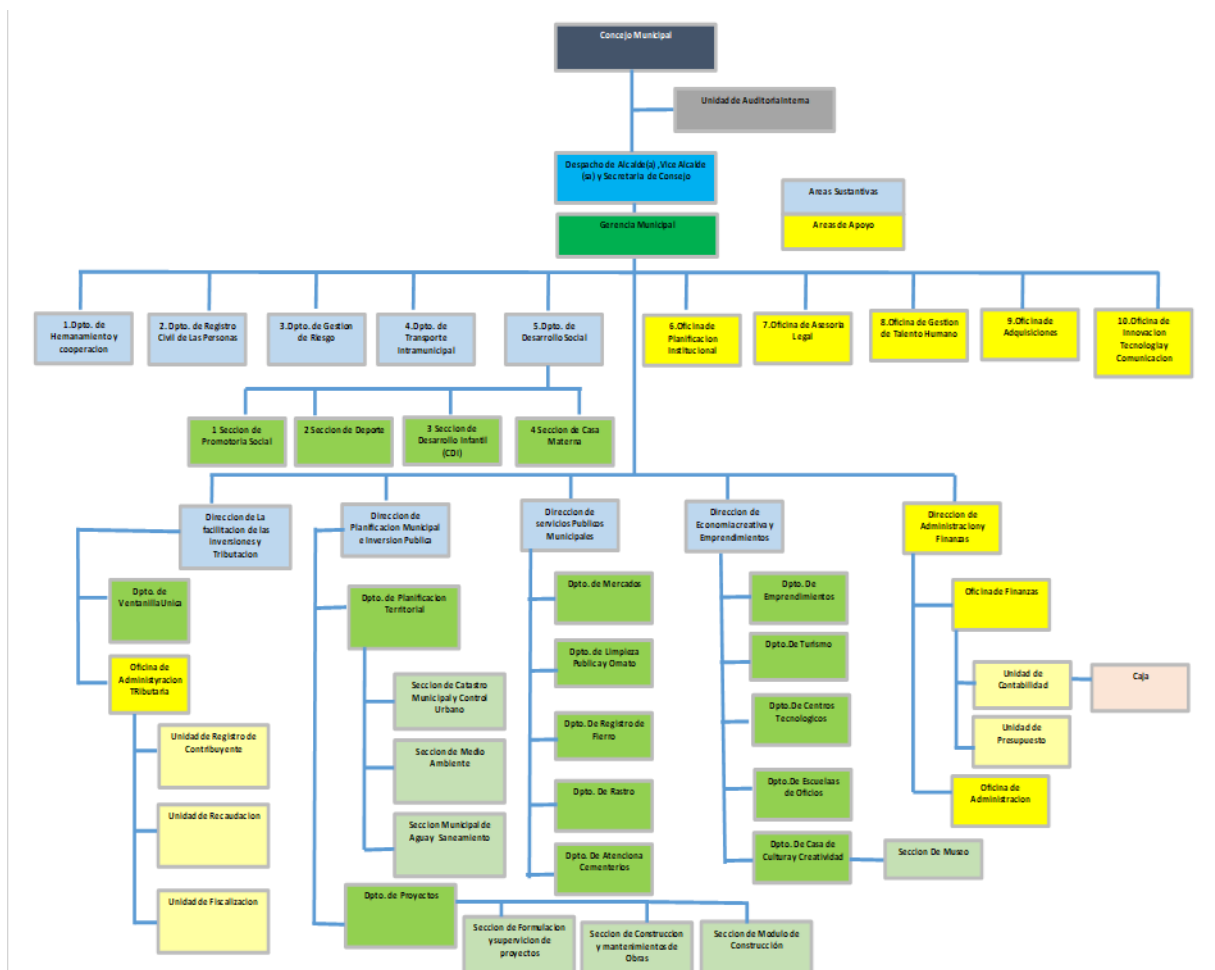 Concejo Municipal
Unidad de Auditoria Interna
Despacho de Alcalde(a) ,Vice Alcalde
(sa) y Secretaria de Consejo
Areas Sustantivas
Gerencia Municipal
Areas de Apoyo
1.Dpto. de
Hemanamiento y
cooperacion
2. Dpto. de Registro
Civil de Las Personas
3.Dpto. de Gestion
de Riesgo
4.Dpto. de
Transporte
Intramunicipal
5.Dpto. de
Desarrollo Social
6.Oficina de
Planificacion
Institucional
7.Oficina de Asesoria
Legal
8.Oficina de Gestion
de Talento Humano
9.Oficina de
Adquisiciones
10.Oficina de
Innovacion
Tecnologia y
Comunicacion
1 Seccion de
Promotoria Social
2 Seccion de Deporte
3 Seccion de
Desarrollo Infantil
(CDI)
4 Seccion de Casa
Materna
Direccion de La
facilitacion de las
Inversiones y
Tributacion
Direccion de
Planificacion Municipal
e Inversion Publica
Direccion de
servicios Publicos
Municipales
Direccion de
Economia creativa y
Emprendimientos
Direccion de
Administracion y
Finanzas
Dpto. de
Ventanilla Unica
Oficina de
Administyracion
TRibutaria
Unidad de Registro de
Contribuyente
Unidad de Recaudacion
Unidad de Fiscalizacion
Dpto. de Planificacion
Territorial
Seccion de Catastro
Municipal y Control
Urbano
Seccion de Medio
Ambiente
Seccion Municipal de
Agua y Saneamiento
Dpto. de Proyectos
Seccion de Formulacion
y supervicion de
proyectos
Seccion de Construccion
y mantenimientos de
Obras
Seccion de Modulo de
Construcción
Dpto. de Mercados
Dpto. de Limpieza
Publica y Ornato
Dpto. De Registro de
Fierro
Dpto. De Rastro
Dpto. De Atencion a
Cementerios
Dpto. De
Emprendimientos
Dpto.De Turismo
Dpto.De Centros
Tecnologicos
Dpto.De Escuelaas
de Oficios
Dpto. De Casa de
Cultura y Creatividad
Seccion De Museo
Oficina de Finanzas
Unidad de
Contabilidad
Caja
Unidad de
Presupuesto
Oficina de
Administracion